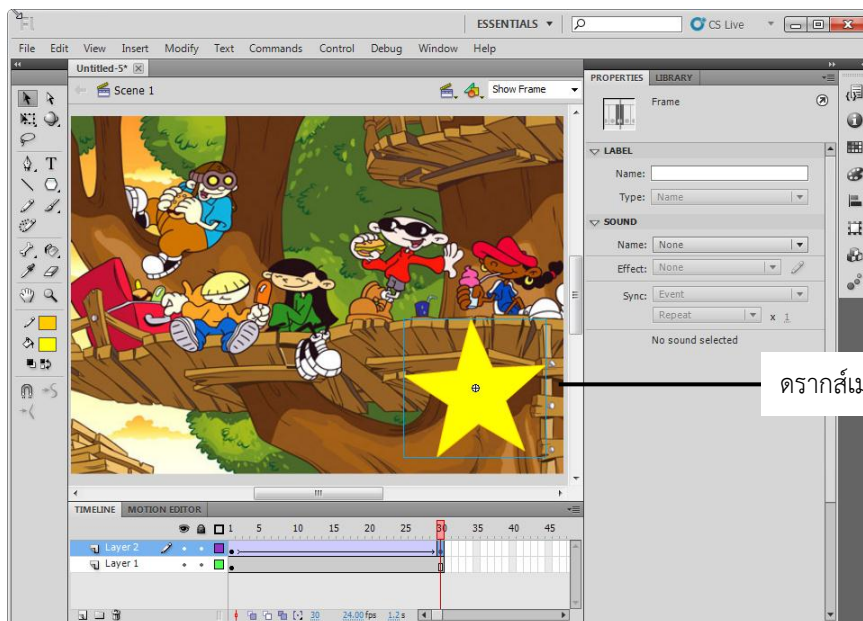 Fl
ESSENTIALS
CS Live
File Edit View Insert Modify Text Commands Control Debug Window Help
Untitled-5*
Scene 1
Show Frame
PROPERTIES LIBRARY
Frame
LABEL
Name:
Type: Name
SOUND
Name: None
Effect: None
Sync: Event
Repeat x 1
No sound selected
ดรากส์เม
TIMELINE MOTION EDITOR
1 5 10 15 20 25 30 35 40 45
Layer 2
Layer 1
30 24.00 fps 1.2 s